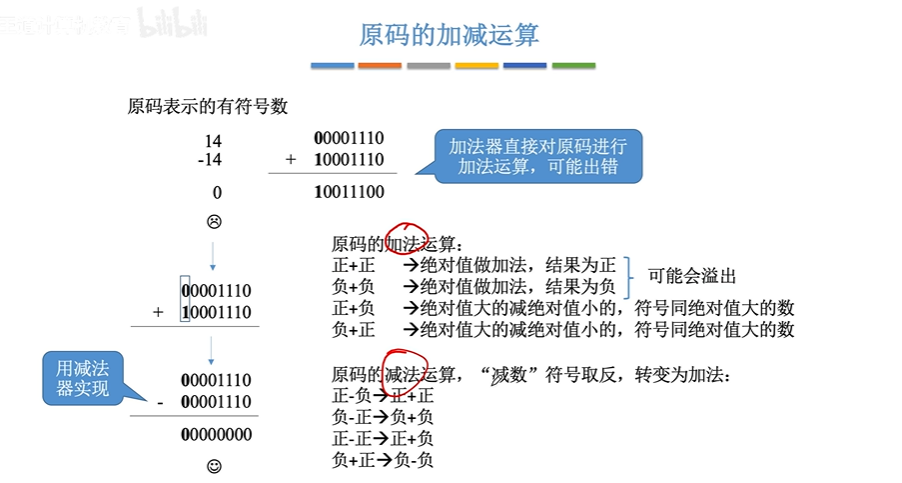 bilibili
原码的加减运算
原码表示的有符号数
14
-14
0
☹
00001110
+ 10001110
10011100
加法器直接对原码进行
加法运算，可能出错
00001110
+ 10001110
用减法
器实现
00001110
- 00001110
00000000
☺
原码的加法运算：
正+正 →绝对值做加法，结果为正
负+负 →绝对值做加法，结果为负
可能会溢出
正+负 →绝对值大的减绝对值小的，符号同绝对值大的数
负+正 →绝对值大的减绝对值小的，符号同绝对值大的数
原码的减法运算，“减数”符号取反，转变为加法：
正-负→正+正
负-正→负+负
正-正→正+负
负+正→负-负